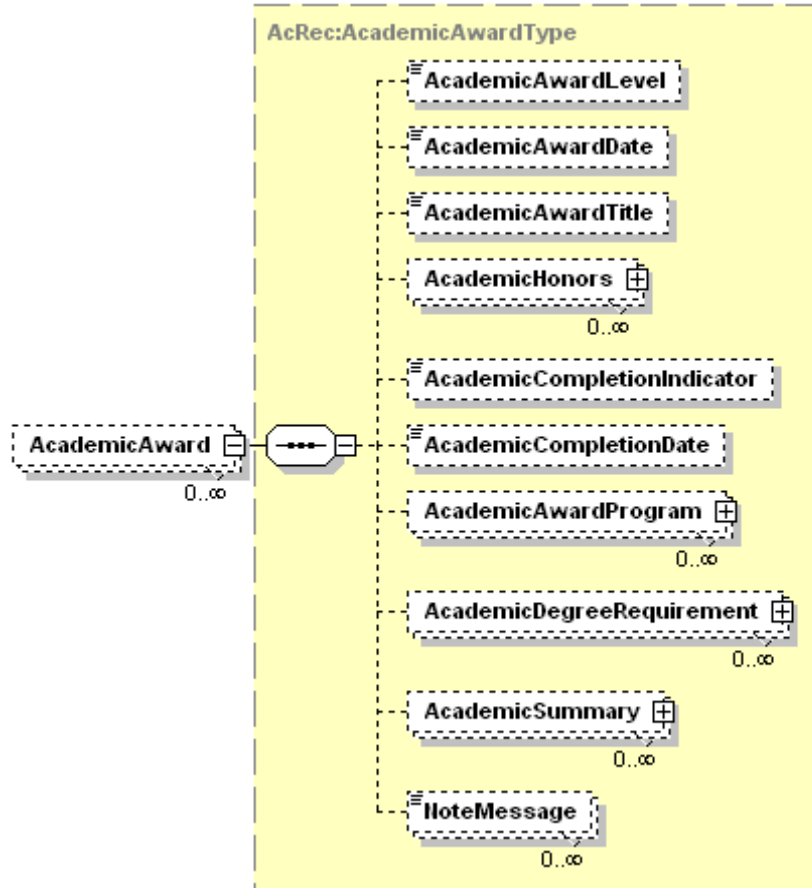 AcRec:AcademicAwardType
AcademicAwardLevel
AcademicAwardDate
AcademicAwardTitle
AcademicHonors
0..∞
AcademicCompletionIndicator
AcademicAward
0..∞
AcademicCompletionDate
AcademicAwardProgram
0..∞
AcademicDegreeRequirement
0..∞
AcademicSummary
0..∞
NoteMessage
0..∞